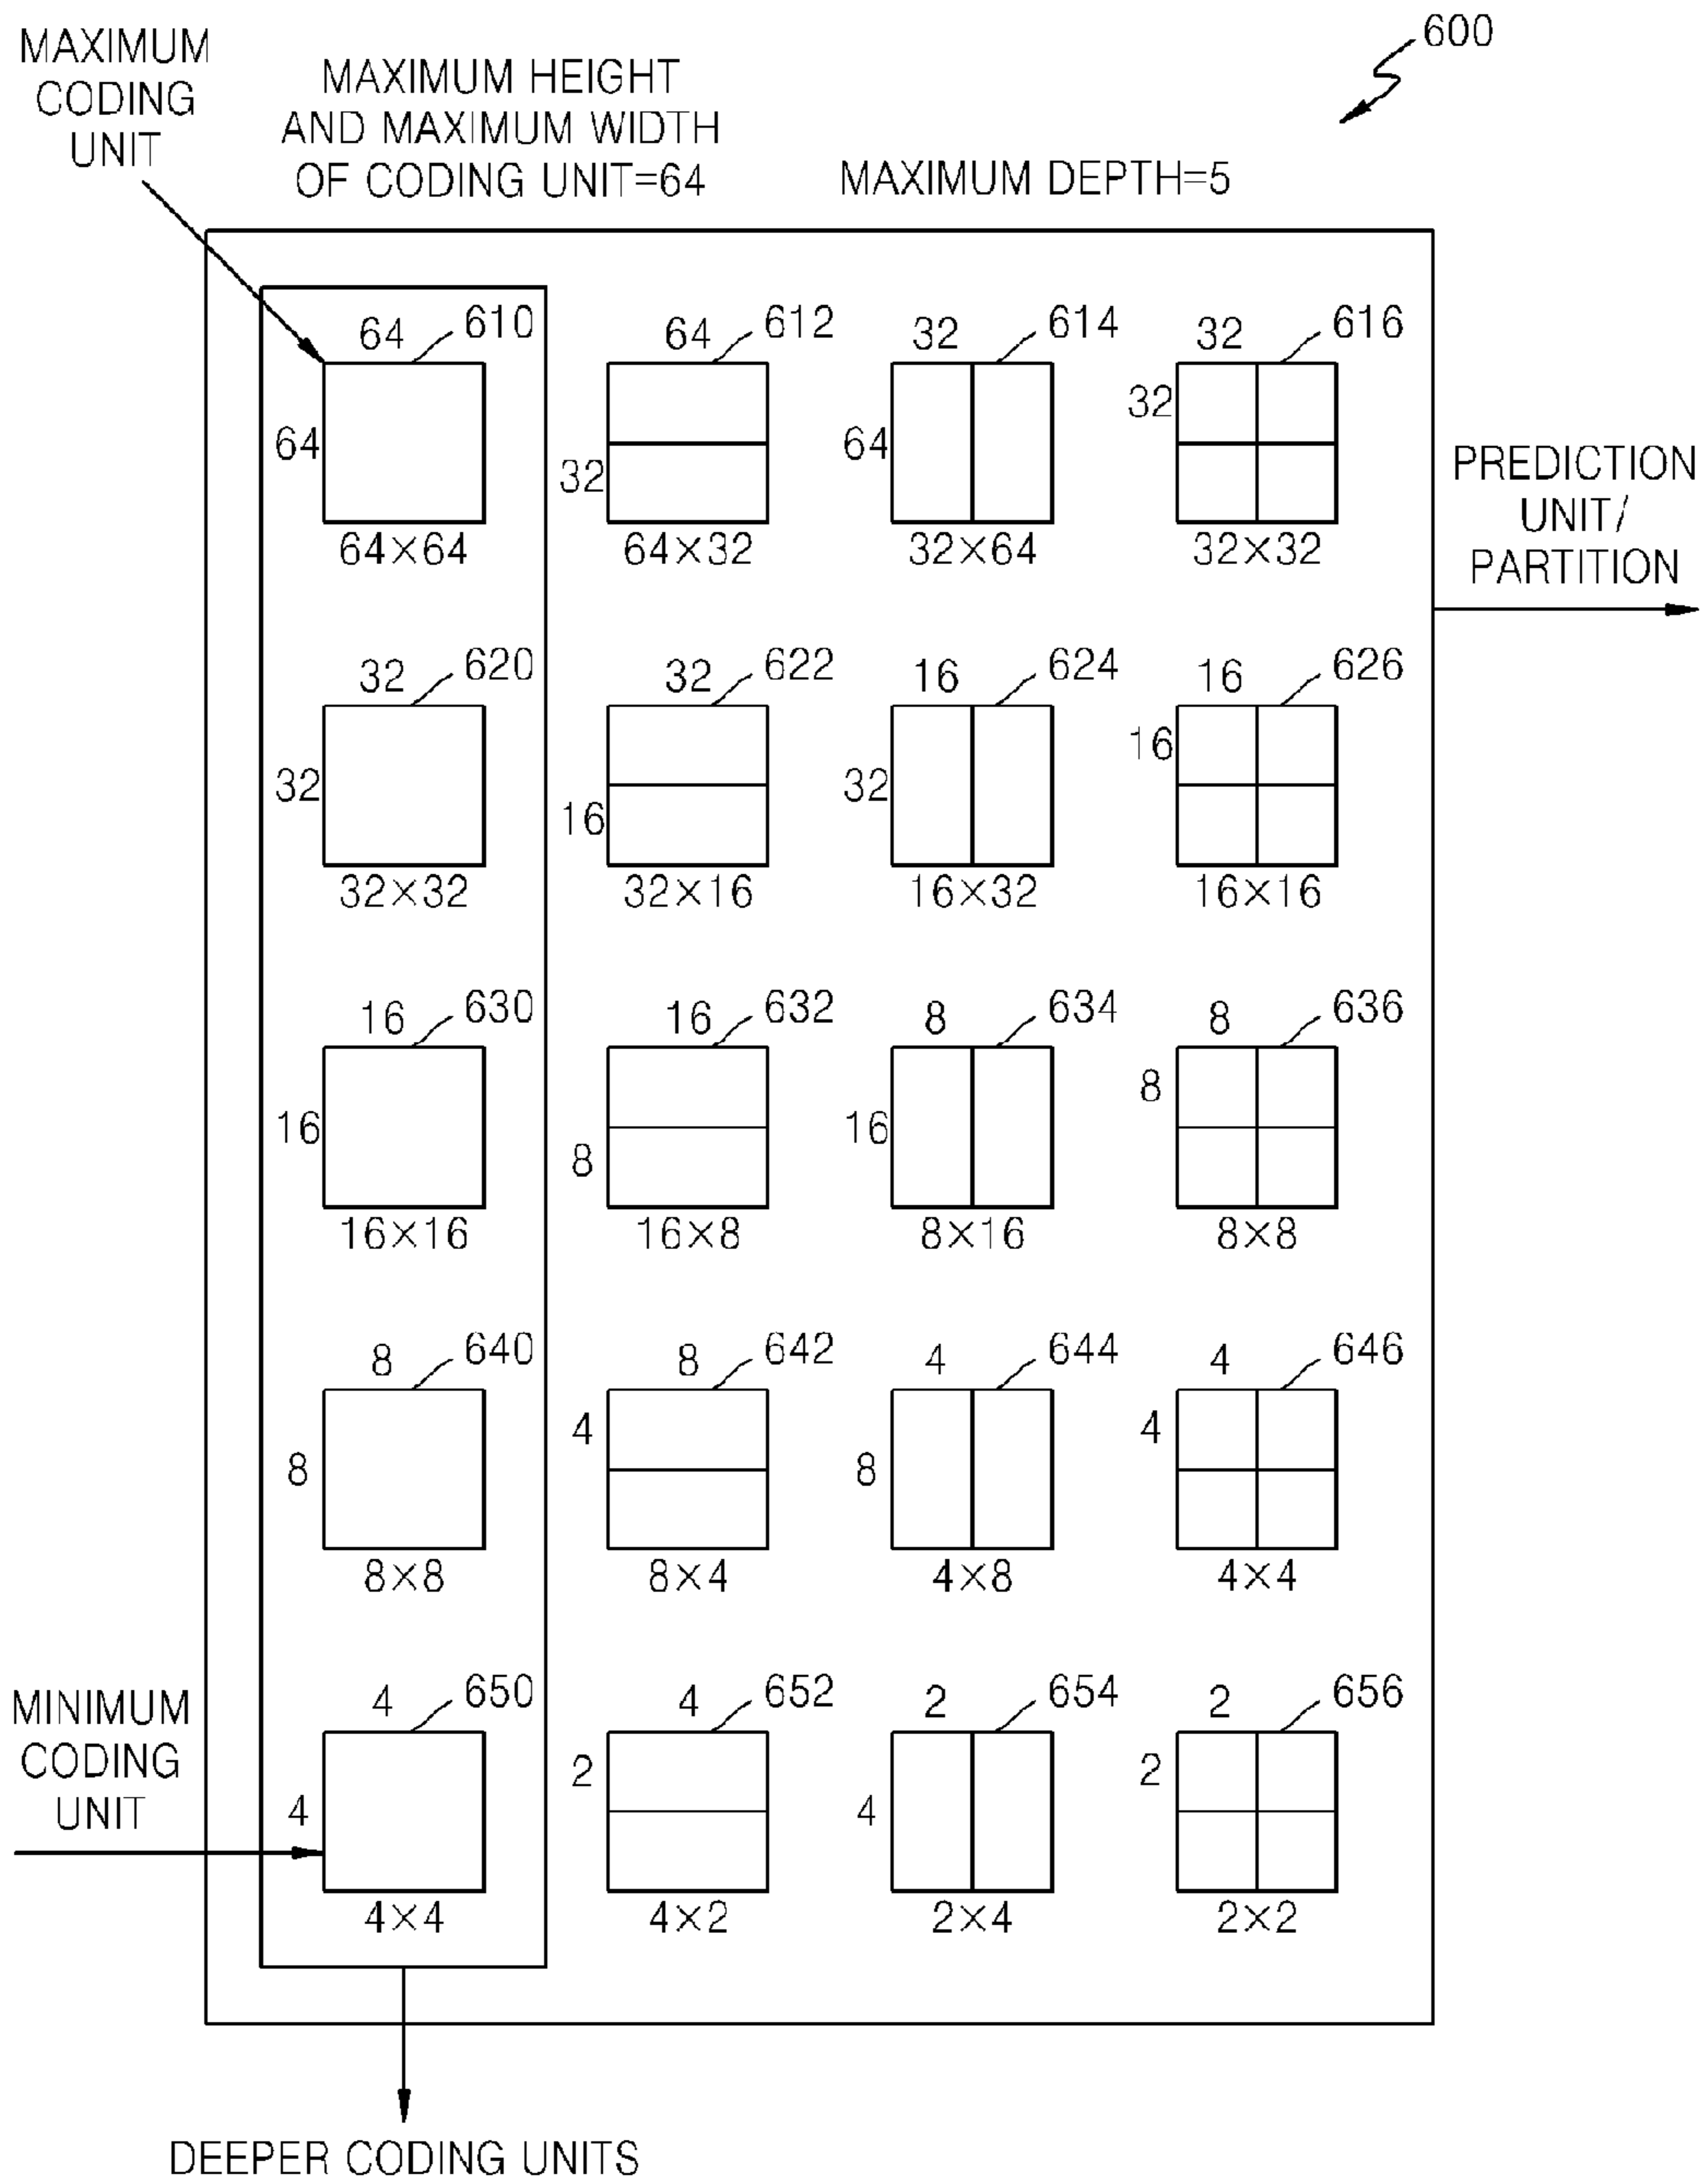 600
MAXIMUM
CODING
UNIT
MAXIMUM HEIGHT
AND MAXIMUM WIDTH
OF CODING UNIT=64
MAXIMUM DEPTH=5
64 610 64 612 32 614 32 616
64 32 64 32
64×64 64×32 32×64 32×32
PREDICTION
UNIT/
PARTITION
32 620 32 622 16 624 16 626
32 16 32 16
32×32 32×16 16×32 16×16
16 630 16 632 8 634 8 636
16 8 16 8
16×16 16×8 8×16 8×8
8 640 8 642 4 644 4 646
8 4 8 4
8×8 8×4 4×8 4×4
MINIMUM
CODING
UNIT
4 650 4 652 2 654 2 656
4 2 4 2
4×4 4×2 2×4 2×2
DEEPER CODING UNITS